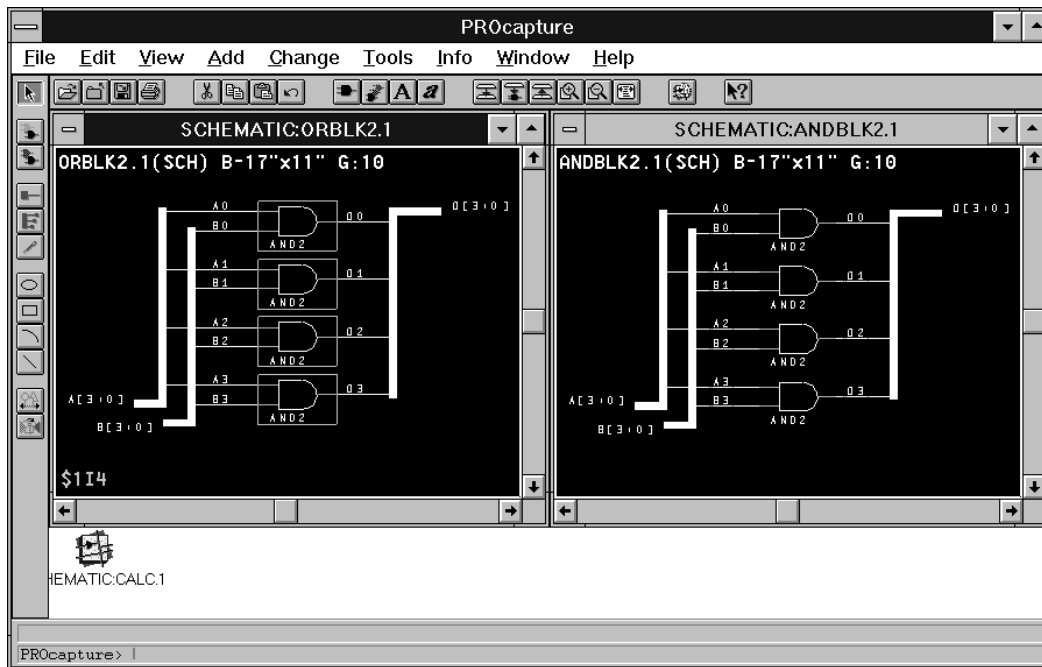 PROcapture
File Edit View Add Change Tools Info Window Help
A a
SCHEMATIC:ORBLK2.1
ORBLK2.1(SCH) B-17"x11" G:10
A0
B0
O0
O[3:0]
AND2
A1
B1
O1
AND2
A2
B2
O2
AND2
A3
B3
O3
A[3:0]
AND2
B[3:0]
$1I4
SCHEMATIC:ANDBLK2.1
ANDBLK2.1(SCH) B-17"x11" G:10
A0
B0
O0
O[3:0]
AND2
A1
B1
O1
AND2
A2
B2
O2
AND2
A3
B3
O3
A[3:0]
AND2
B[3:0]
HEMATIC:CALC.1
PROcapture>